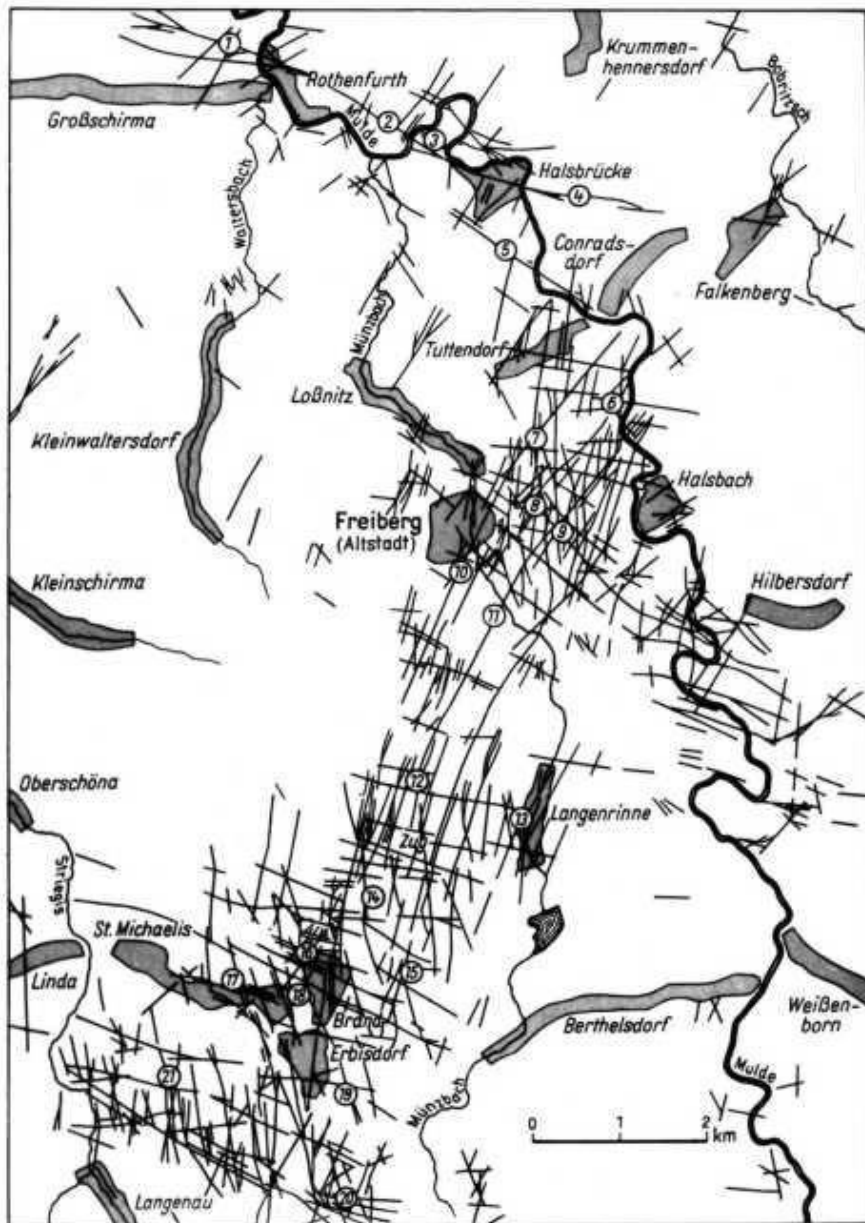 1
Rothenfurth
Großschirma
Mulde
2
3
Krummen-
hennersdorf
Bobritzsch
Waltersbach
Halsbrücke
4
5
Conrads-
dorf
Falkenberg
Münzbach
Tuttendorf
Loßnitz
6
7
Kleinwaltersdorf
8
9
Halsbach
Freiberg
(Altstadt)
10
Kleinschirma
Hilbersdorf
11
Oberschöna
12
13
Langenrinne
Zug
Striegis
14
St. Michaelis
16
15
Linda
17
18
Brand
Erbisdorf
Berthelsdorf
Weißen-
born
21
19
Münzbach
Mulde
0 1 2
km
Langenau
20